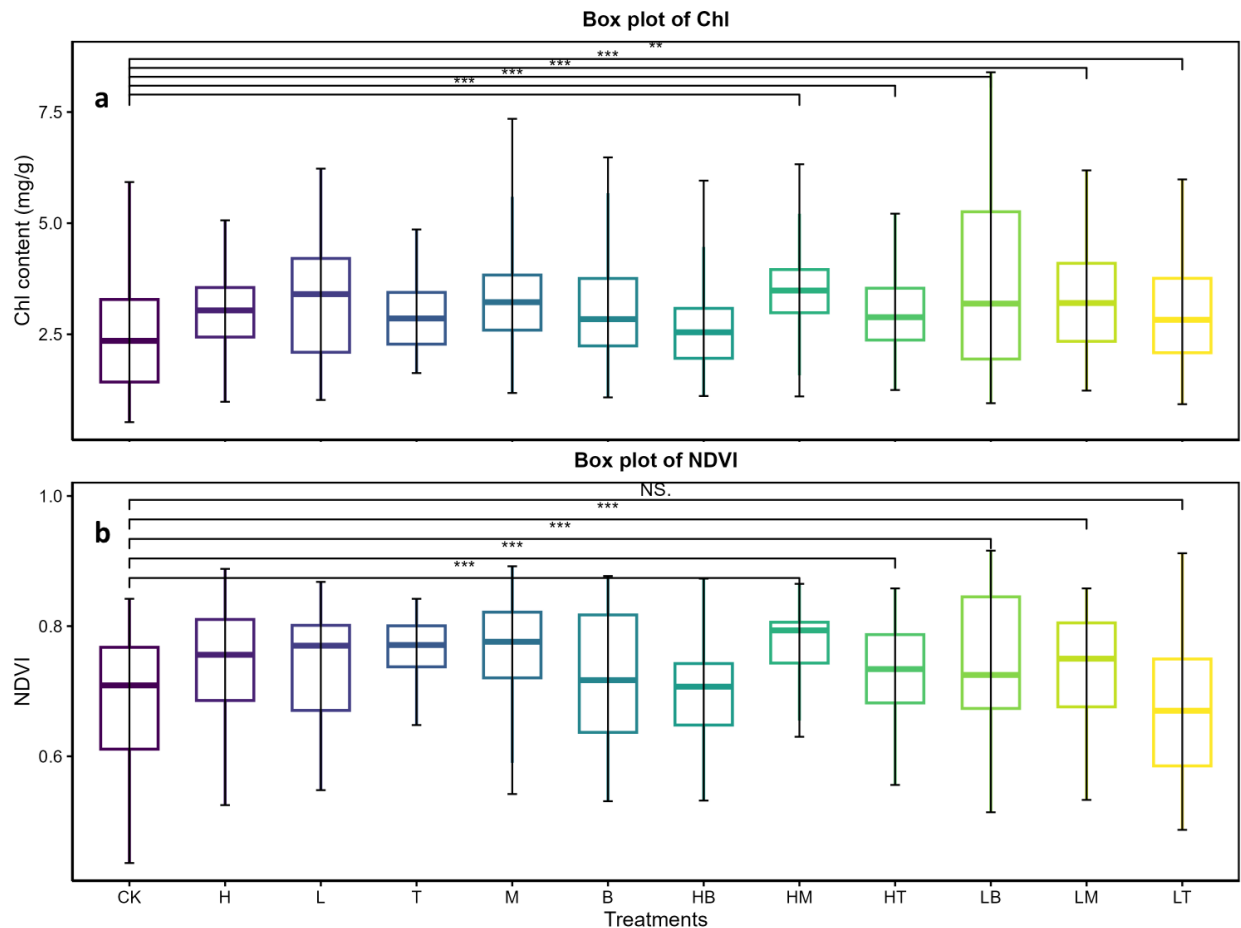 Box plot of Chl
**
***
***
***
***
a
7.5
5.0
2.5
Chl content (mg/g)
Box plot of NDVI
NS.
***
***
***
***
b
1.0
0.8
0.6
NDVI
CK H L T M B HB HM HT LB LM LT
Treatments